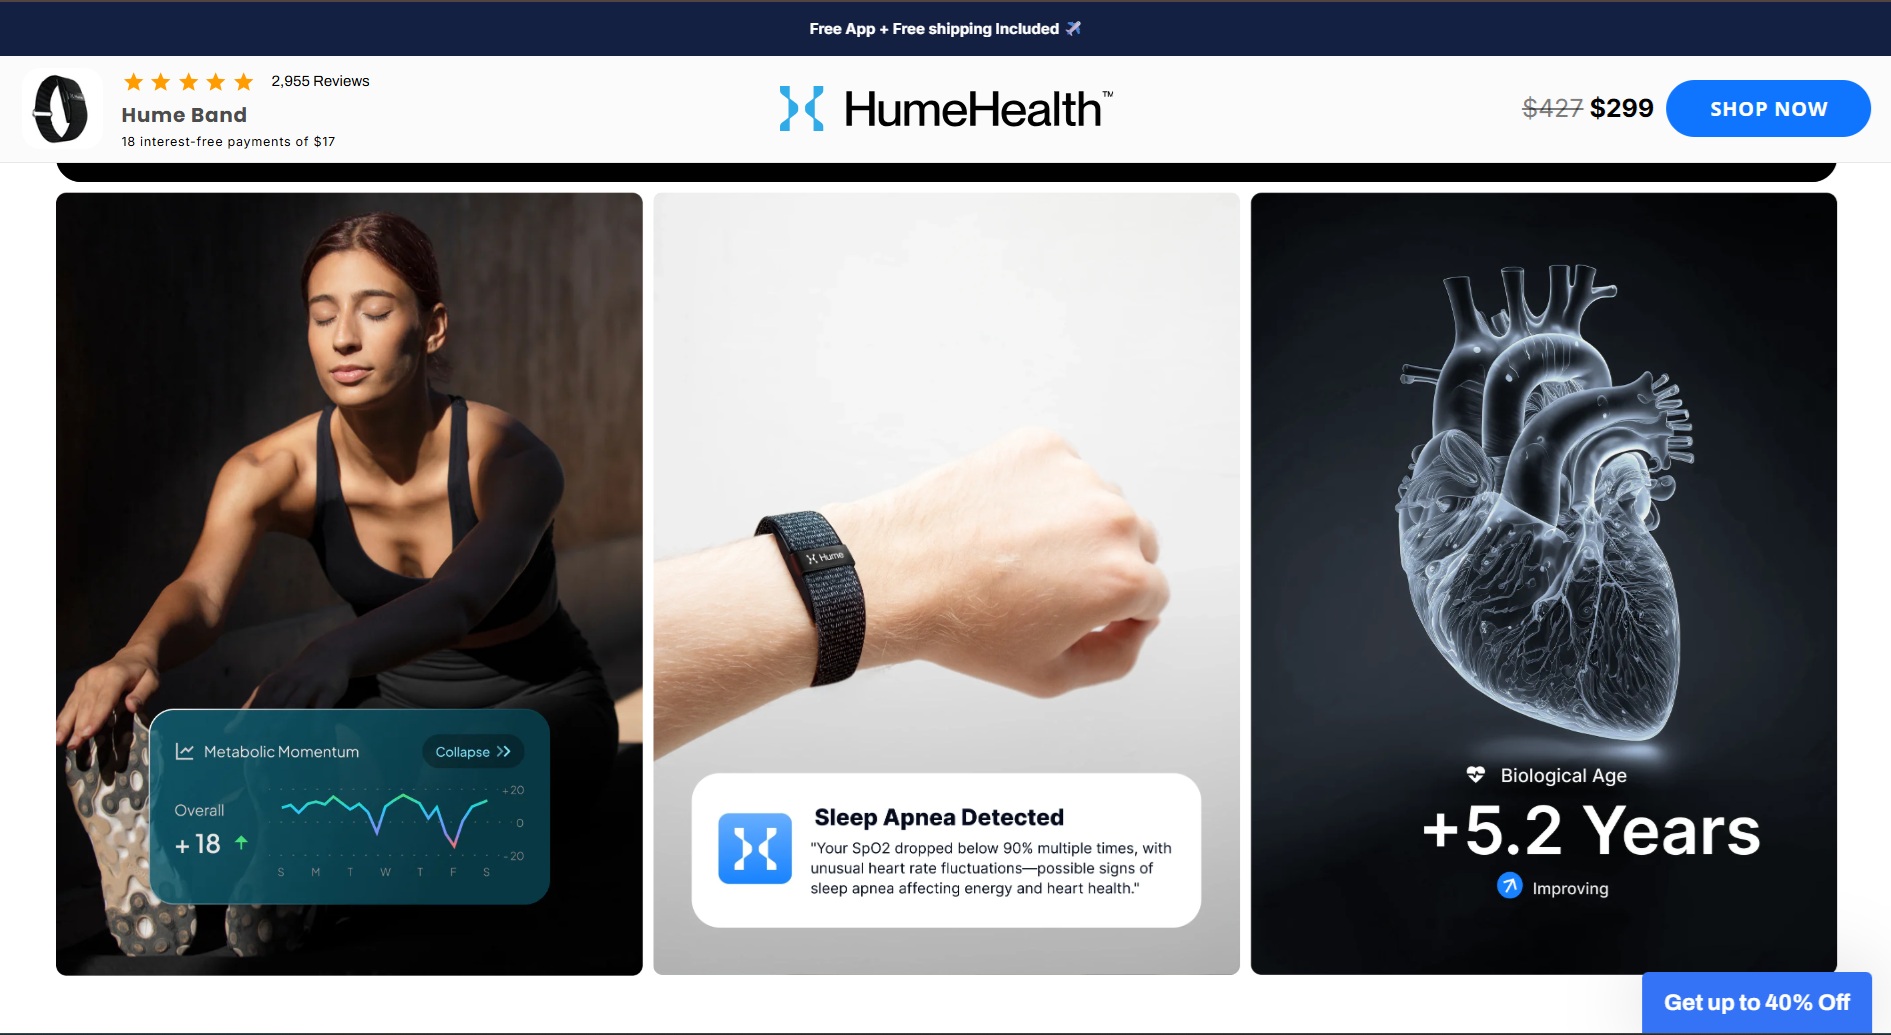 Free App + Free shipping Included ✈️
2,955 Reviews
Hume Band
18 interest-free payments of $17
HumeHealth™
$427 $299
SHOP NOW
Metabolic Momentum
Collapse >>
Overall
+18
+20
0
-20
S M T W T F S
Hume
Sleep Apnea Detected
"Your SpO2 dropped below 90% multiple times, with
unusual heart rate fluctuations—possible signs of
sleep apnea affecting energy and heart health."
Biological Age
+5.2 Years
Improving
Get up to 40% Off